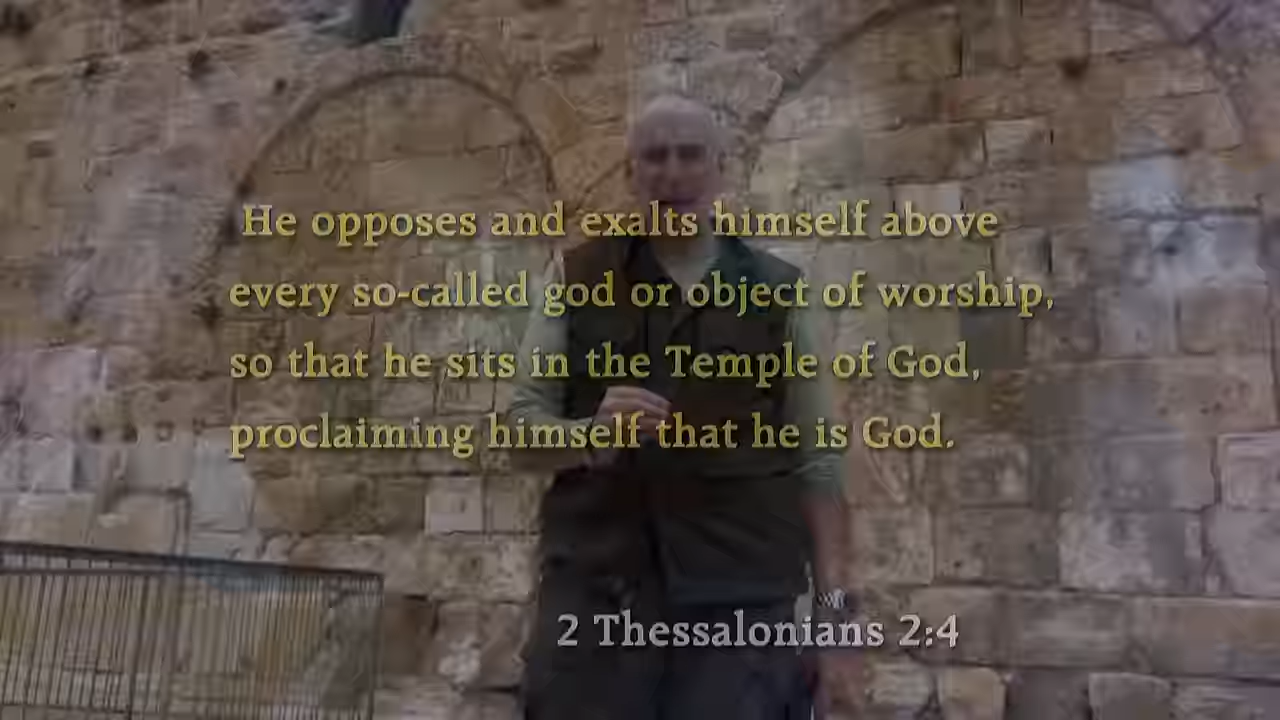 He opposes and exalts himself above
every so-called god or object of worship,
so that he sits in the Temple of God,
proclaiming himself that he is God.
2 Thessalonians 2:4